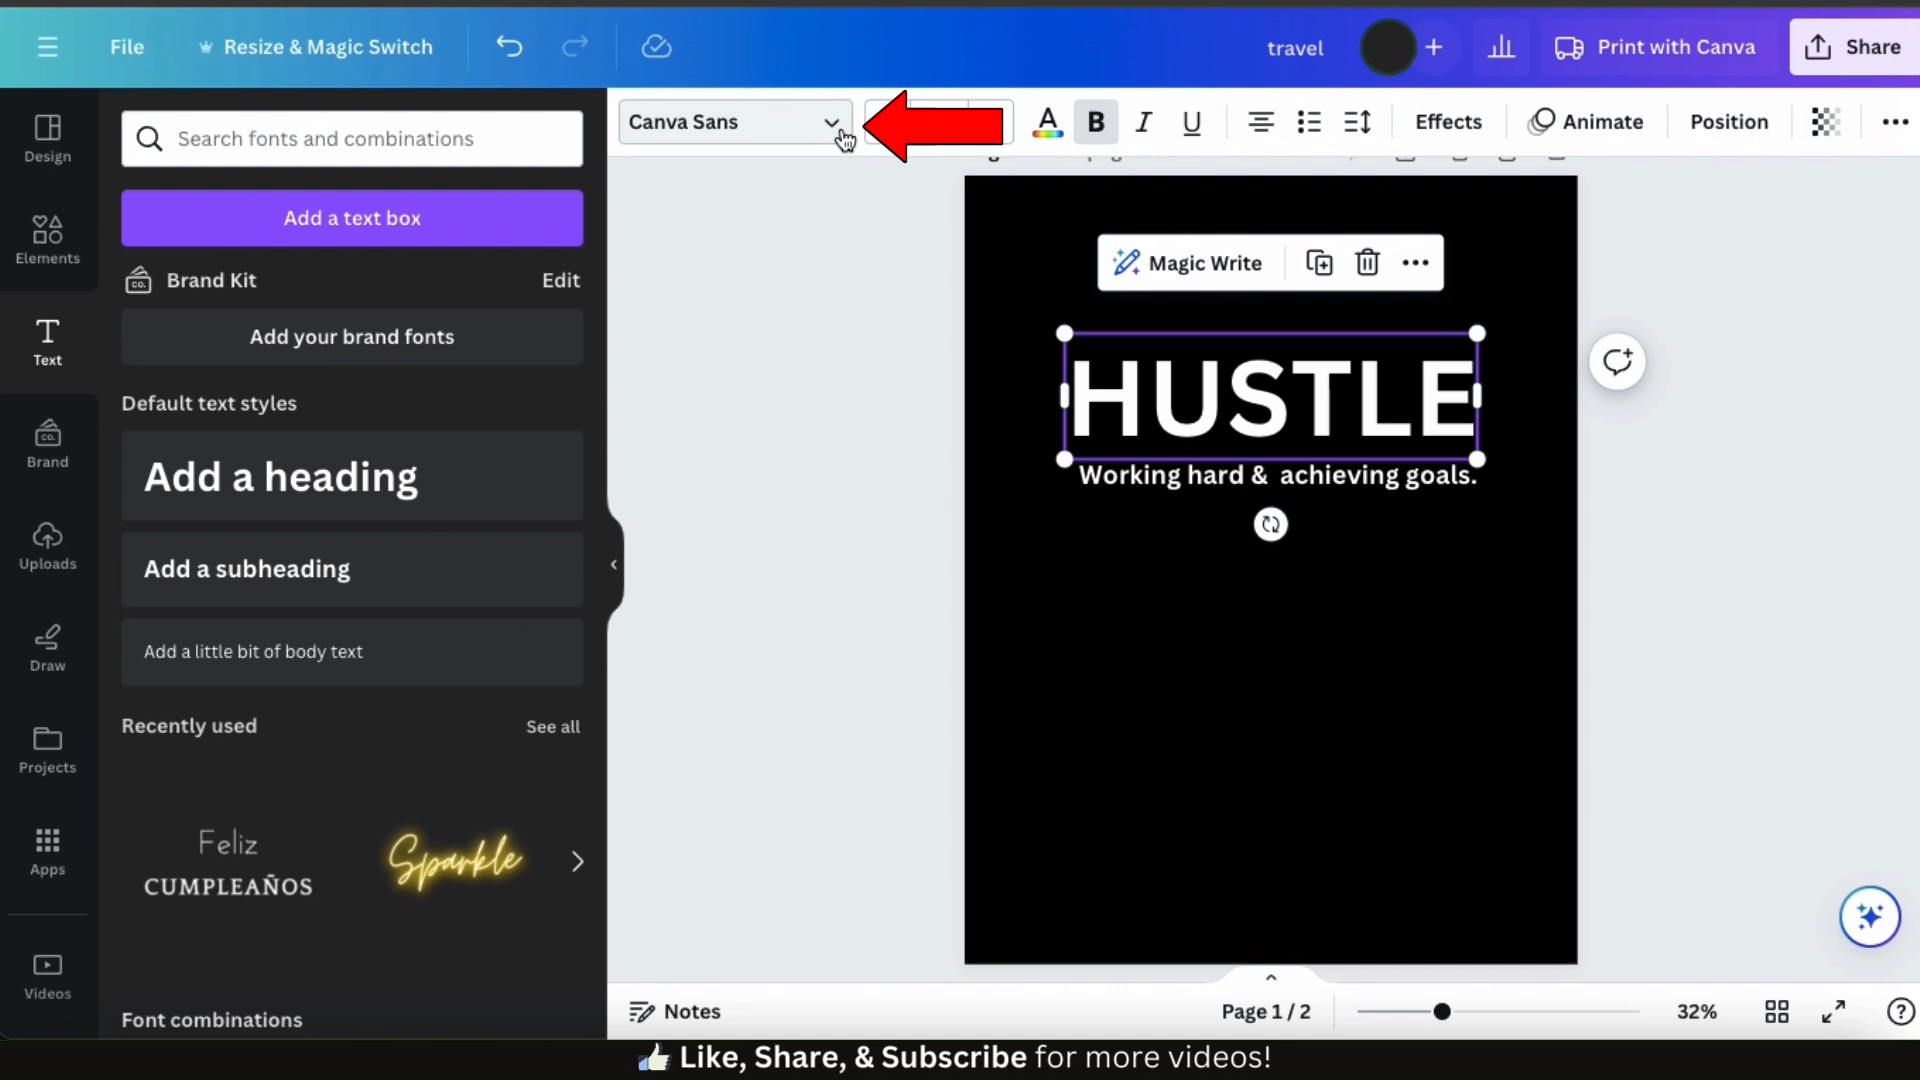 File
Resize & Magic Switch
travel
Print with Canva
Share
Design
Elements
Text
Brand
Uploads
Draw
Projects
Apps
Videos
Search fonts and combinations
Add a text box
Brand Kit
Edit
Add your brand fonts
Default text styles
Add a heading
Add a subheading
Add a little bit of body text
Recently used
See all
Feliz
CUMPLEAÑOS
Sparkle
Font combinations
Canva Sans
A
B
I
U
Effects
Animate
Position
Magic Write
HUSTLE
Working hard &  achieving goals.
Notes
Page 1 / 2
32%
Like, Share, & Subscribe for more videos!